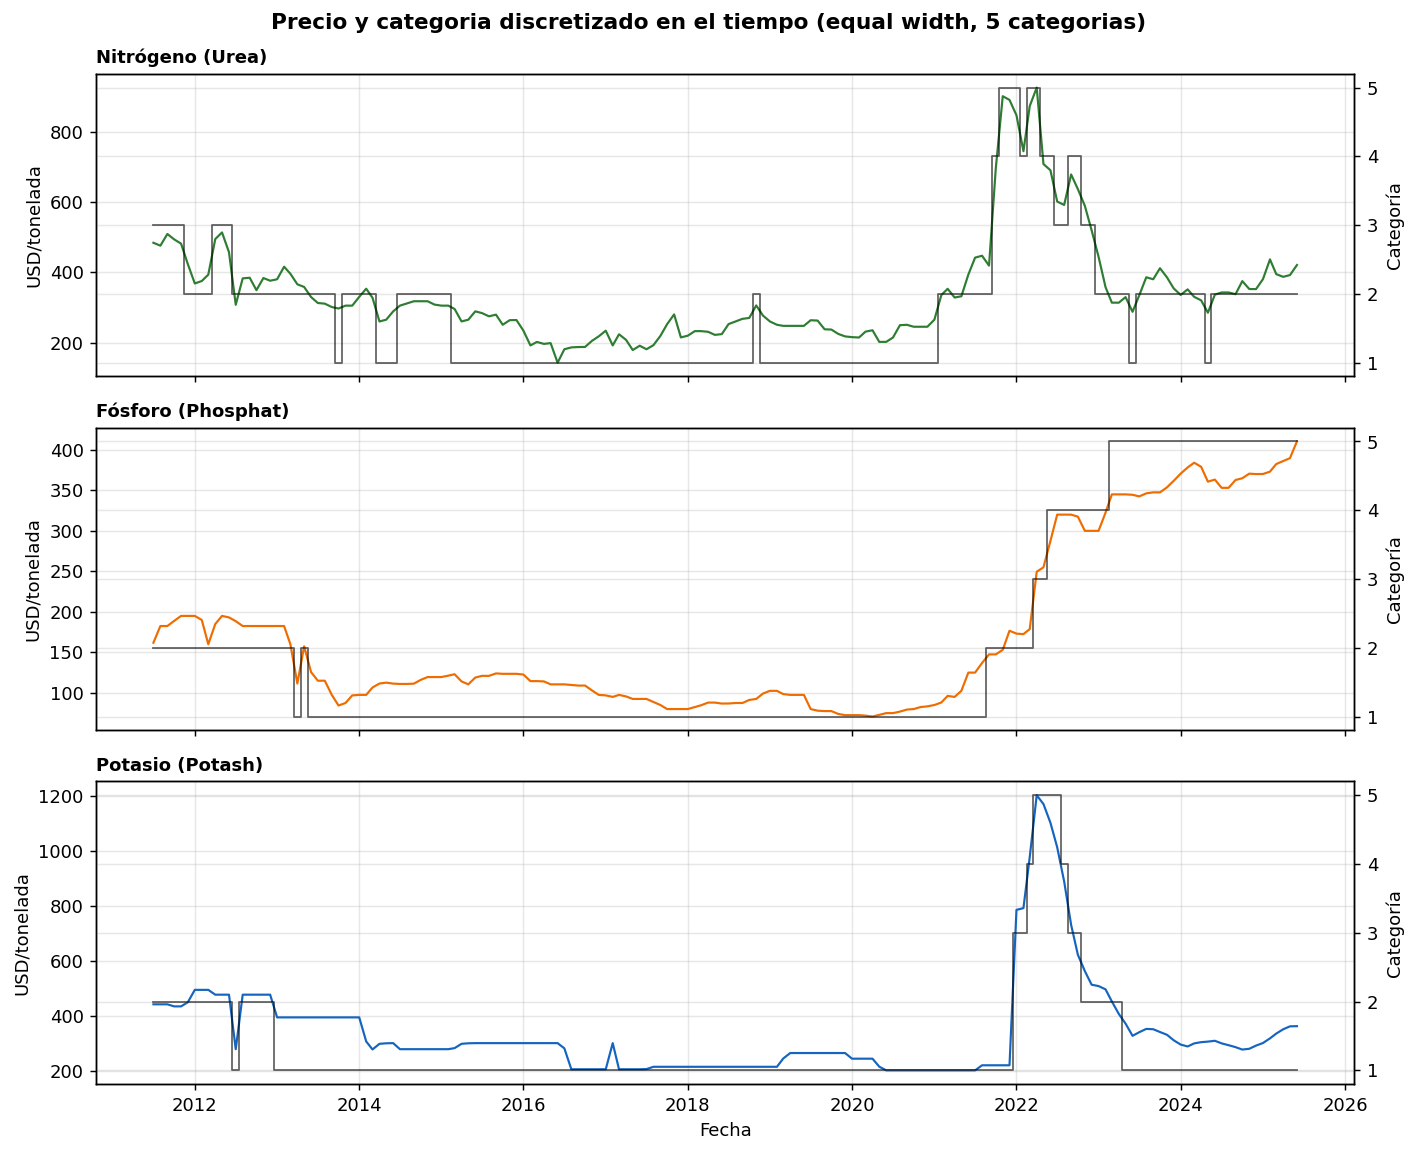 Precio y categoria discretizado en el tiempo (equal width, 5 categorias)
Nitrógeno (Urea)
USD/tonelada
800
600
400
200
5
4
3
2
1
Categoría
Fósforo (Phosphat)
USD/tonelada
400
350
300
250
200
150
100
5
4
3
2
1
Categoría
Potasio (Potash)
USD/tonelada
1200
1000
800
600
400
200
5
4
3
2
1
Categoría
2012 2014 2016 2018 2020 2022 2024 2026
Fecha